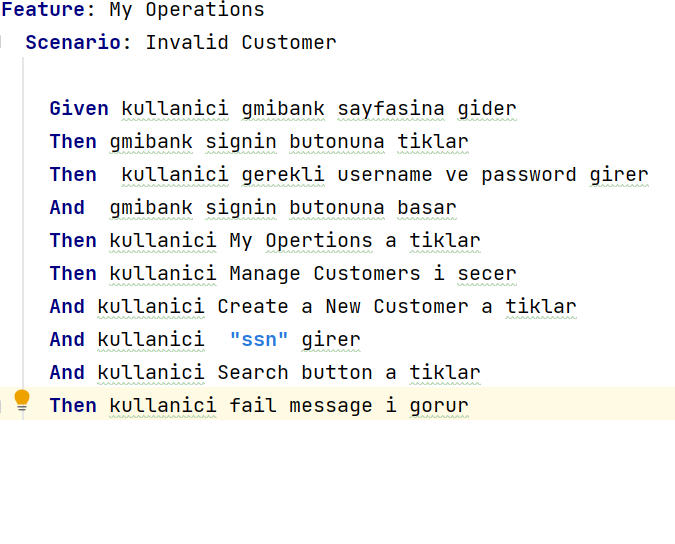 Feature: My Operations
Scenario: Invalid Customer
Given kullanici gmibank sayfasina gider
Then gmibank signin butonuna tiklar
Then  kullanici gerekli username ve password girer
And  gmibank signin butonuna basar
Then kullanici My Opertions a tiklar
Then kullanici Manage Customers i secer
And kullanici Create a New Customer a tiklar
And kullanici  "ssn" girer
And kullanici Search button a tiklar
Then kullanici fail message i gorur